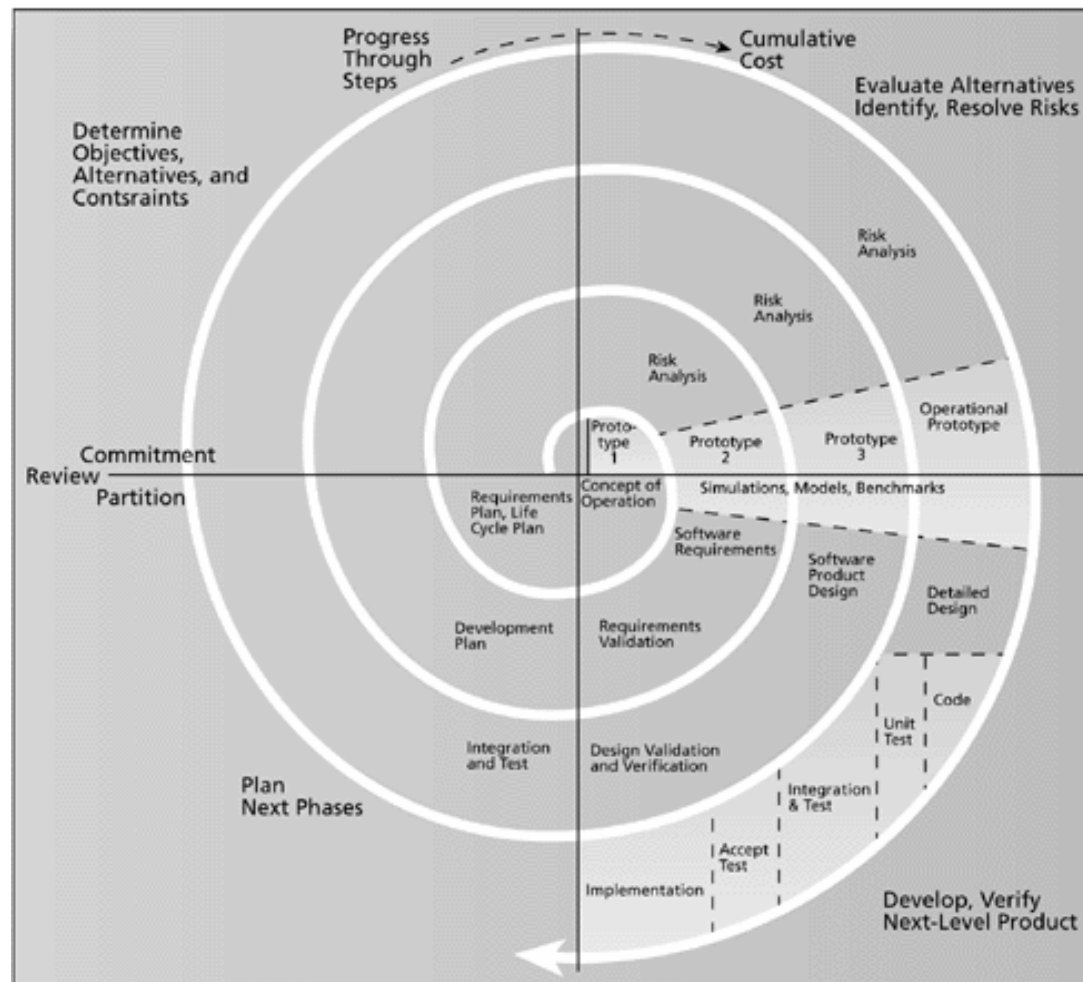 Progress
Through
Steps
Cumulative
Cost
Evaluate Alternatives
Identify, Resolve Risks
Determine
Objectives,
Alternatives, and
Contsraints
Risk
Analysis
Risk
Analysis
Risk
Analysis
Operational
Prototype
Proto-
type
1
Prototype
2
Prototype
3
Commitment
Review
Partition
Requirements
Plan, Life
Cycle Plan
Concept of
Operation
Simulations, Models, Benchmarks
Software
Requirements
Software
Product
Design
Detailed
Design
Development
Plan
Requirements
Validation
Code
Unit
Test
Integration
and Test
Design Validation
and Verification
Integration
& Test
Plan
Next Phases
Accept
Test
Implementation
Develop, Verify
Next-Level Product